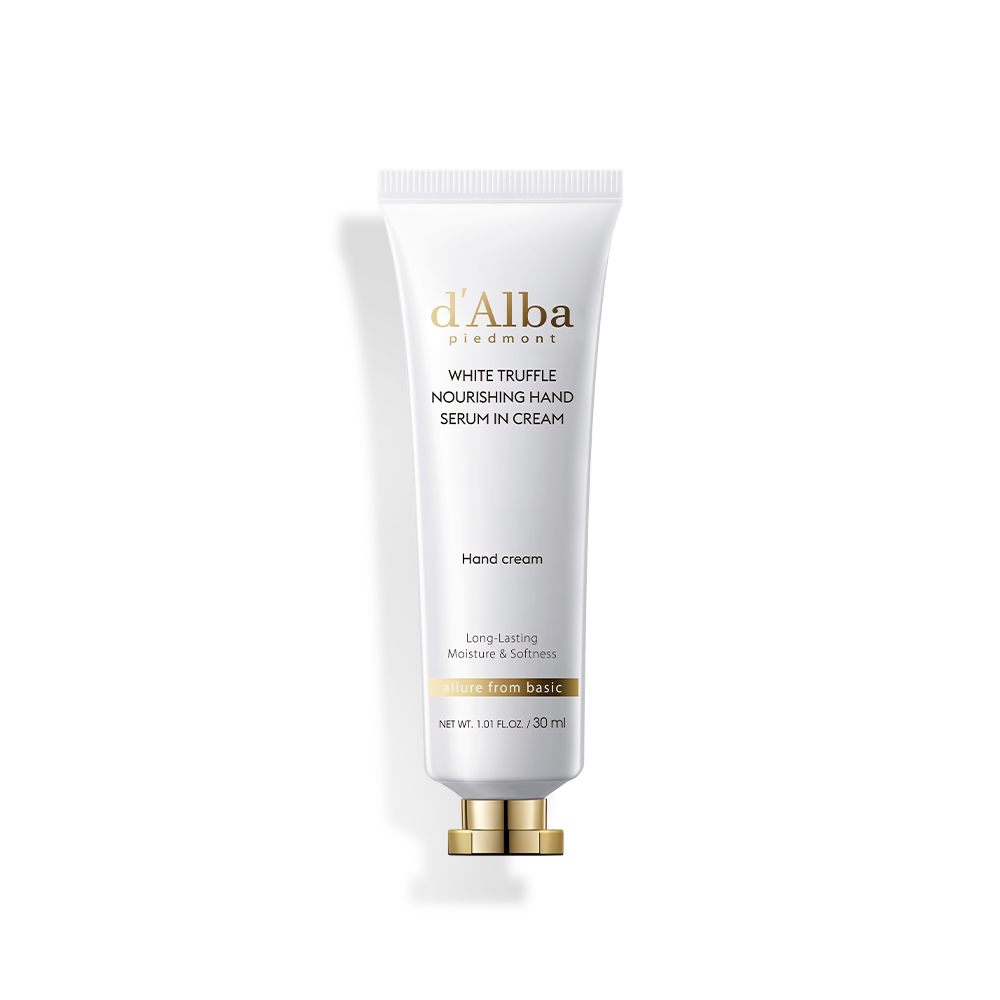 d'Alba
piedmont
WHITE TRUFFLE
NOURISHING HAND
SERUM IN CREAM
Hand cream
Long-Lasting
Moisture & Softness
allure from basic
NET WT. 1.01 FL.OZ. / 30 ml